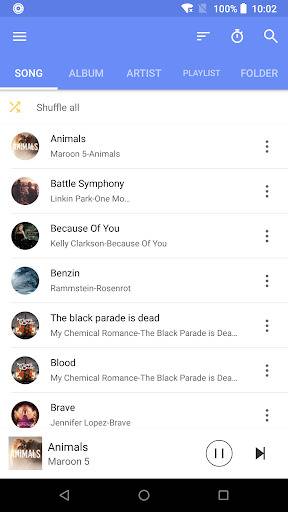 100% 10:02
SONG ALBUM ARTIST PLAYLIST FOLDER
Shuffle all
Animals
Maroon 5-Animals
Battle Symphony
Linkin Park-One Mo...
Because Of You
Kelly Clarkson-Because Of You
Benzin
Rammstein-Rosenrot
The black parade is dead
My Chemical Romance-The Black Parade is Dea...
Blood
My Chemical Romance-The Black Parade is Dea...
Brave
Jennifer Lopez-Brave
ANIMALS
Animals
Maroon 5